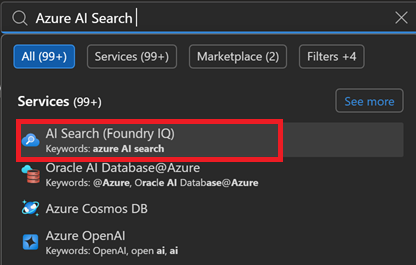 Azure AI Search
All (99+) Services (99+) Marketplace (2) Filters +4
Services (99+) See more
AI Search (Foundry IQ)
Keywords: azure AI search
Oracle AI Database@Azure
Keywords: @Azure, Oracle AI Database@Azure
Azure Cosmos DB
Azure OpenAI
Keywords: OpenAI, open ai, ai